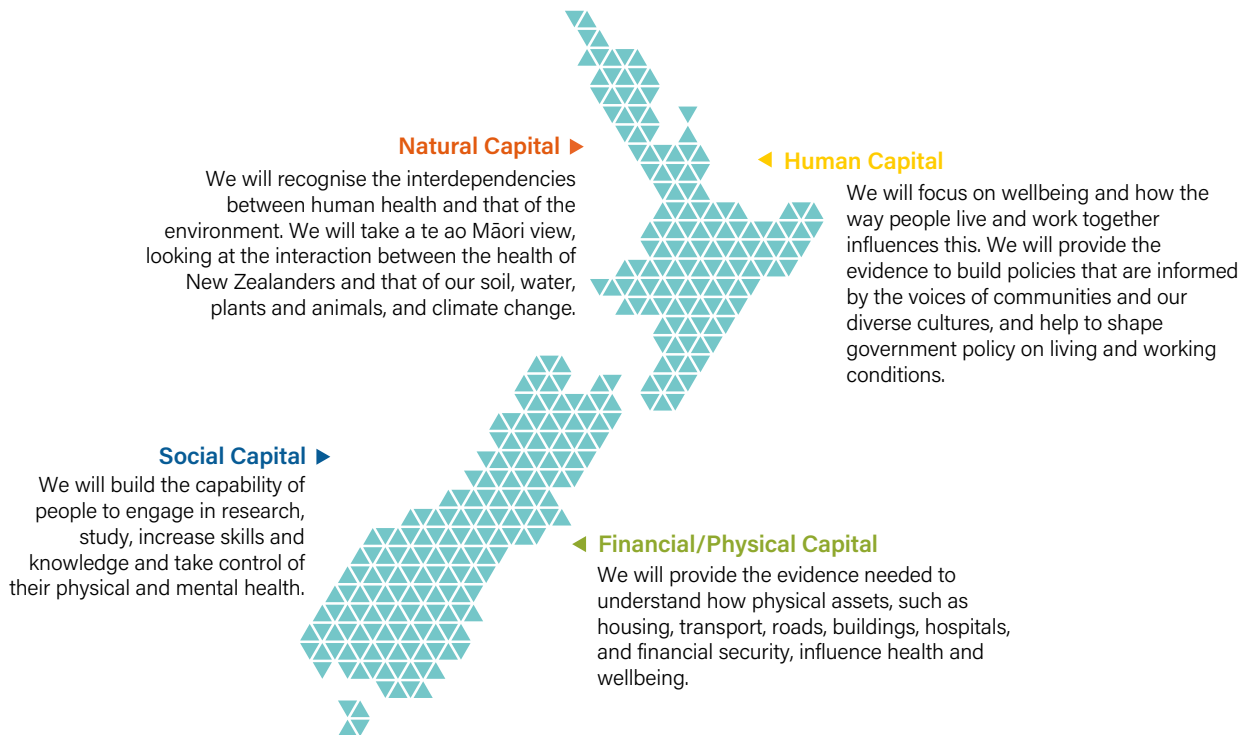 Natural Capital
We will recognise the interdependencies
between human health and that of the
environment. We will take a te ao Māori view,
looking at the interaction between the health of
New Zealanders and that of our soil, water,
plants and animals, and climate change.
Human Capital
We will focus on wellbeing and how the
way people live and work together
influences this. We will provide the
evidence to build policies that are informed
by the voices of communities and our
diverse cultures, and help to shape
government policy on living and working
conditions.
Social Capital
We will build the capability of
people to engage in research,
study, increase skills and
knowledge and take control of
their physical and mental health.
Financial/Physical Capital
We will provide the evidence needed to
understand how physical assets, such as
housing, transport, roads, buildings, hospitals,
and financial security, influence health and
wellbeing.